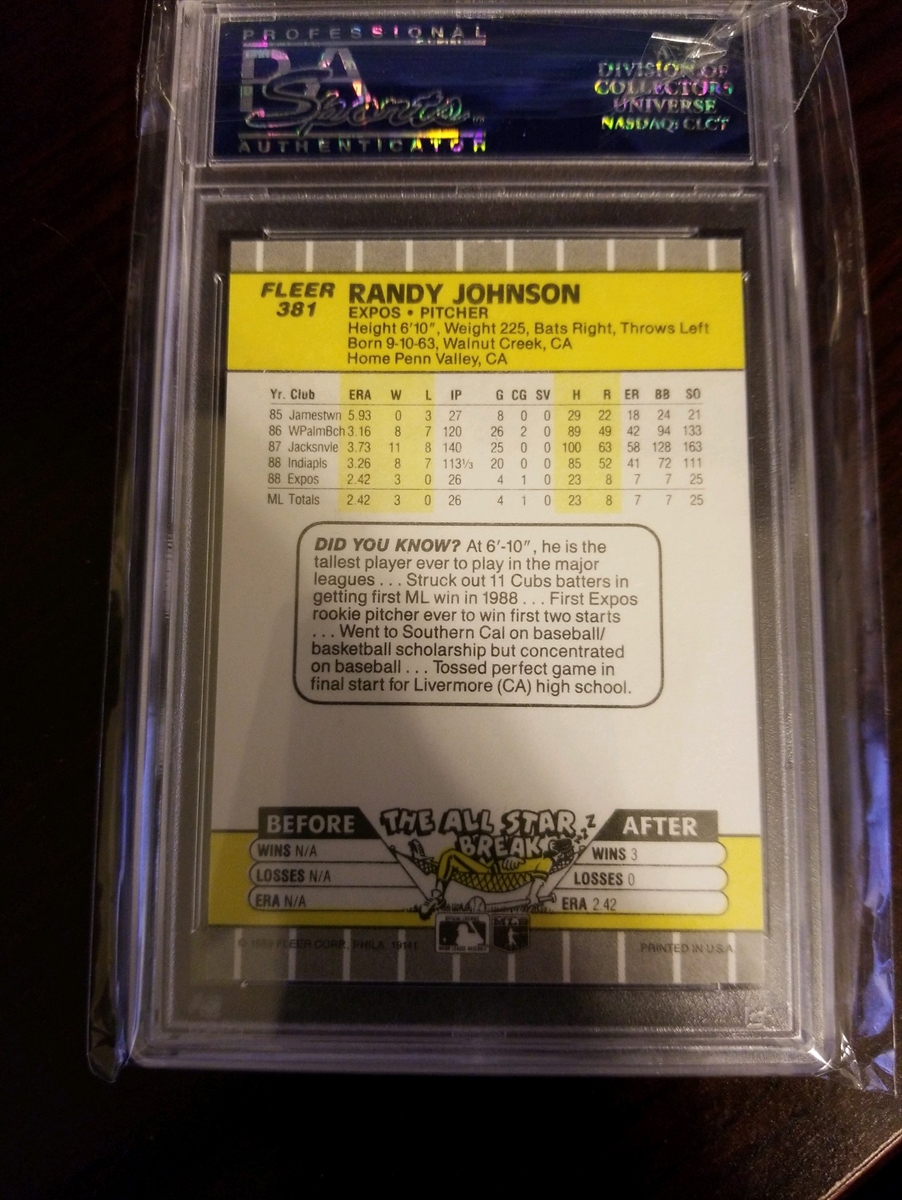 PROFESSIONAL
PSA
Sports
AUTHENTICATOR
A
DIVISION OF
COLLECTORS
UNIVERSE
NASDAQ: CLCT
FLEER
381
RANDY JOHNSON
EXPOS • PITCHER
Height 6'10", Weight 225, Bats Right, Throws Left
Born 9-10-63, Walnut Creek, CA
Home Penn Valley, CA
Yr. Club ERA W L IP G CG SV H R ER BB SO
85 Jamestwn 5.93 0 3 27 8 0 0 29 22 18 24 21
86 WPalmBch 3.16 8 7 120 26 2 0 89 49 42 94 133
87 Jacksnvle 3.73 11 8 140 25 0 0 100 63 58 128 163
88 Indiapls 3.26 8 7 113⅓ 20 0 0 85 52 41 72 111
88 Expos 2.42 3 0 26 4 1 0 23 8 7 7 25
ML Totals 2.42 3 0 26 4 1 0 23 8 7 7 25
DID YOU KNOW? At 6'-10", he is the
tallest player ever to play in the major
leagues . . . Struck out 11 Cubs batters in
getting first ML win in 1988 . . . First Expos
rookie pitcher ever to win first two starts
. . . Went to Southern Cal on baseball/
basketball scholarship but concentrated
on baseball . . . Tossed perfect game in
final start for Livermore (CA) high school.
BEFORE THE ALL STAR BREAK ZZZ AFTER
WINS N/A WINS 3
LOSSES N/A LOSSES 0
ERA N/A ERA 2.42
© 1989 FLEER CORP., PHILA. 19141 PRINTED IN U.S.A.